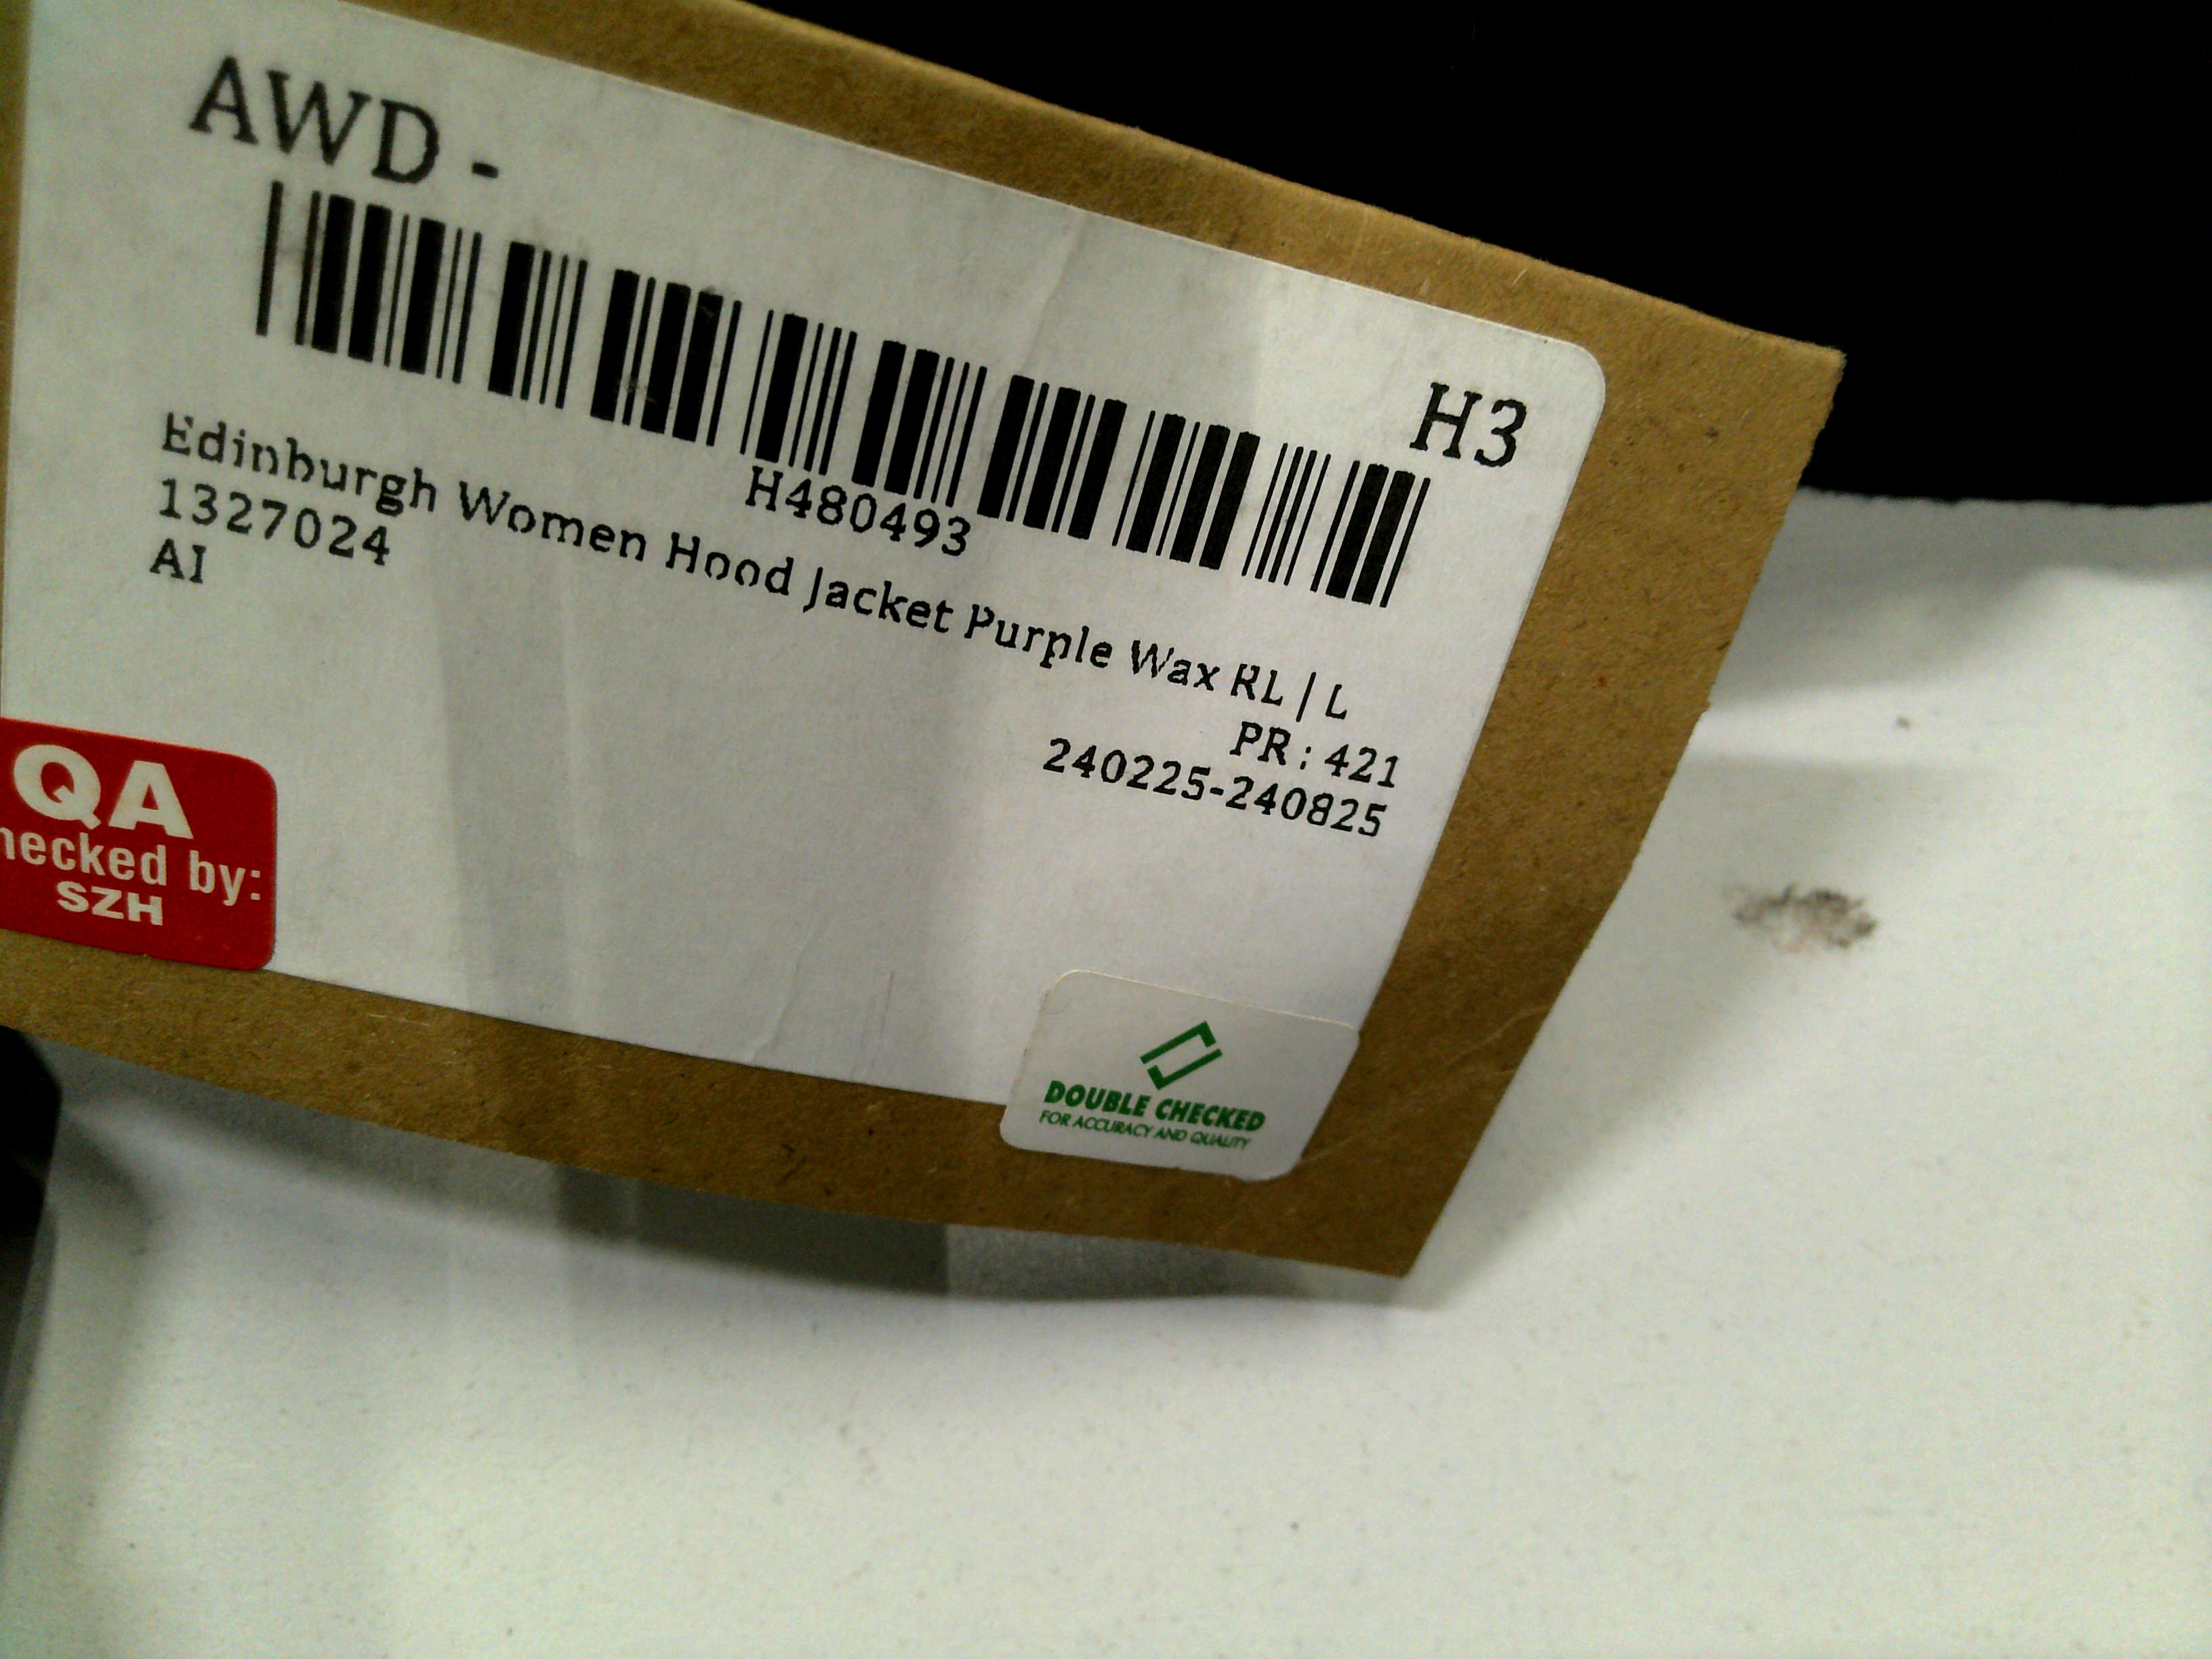 AWD -
H3
H480493
Edinburgh Women Hood Jacket Purple Wax RL | L
1327024
AI
PR : 421
240225-240825
QA
hecked by:
SZH
DOUBLE CHECKED
FOR ACCURACY AND QUALITY